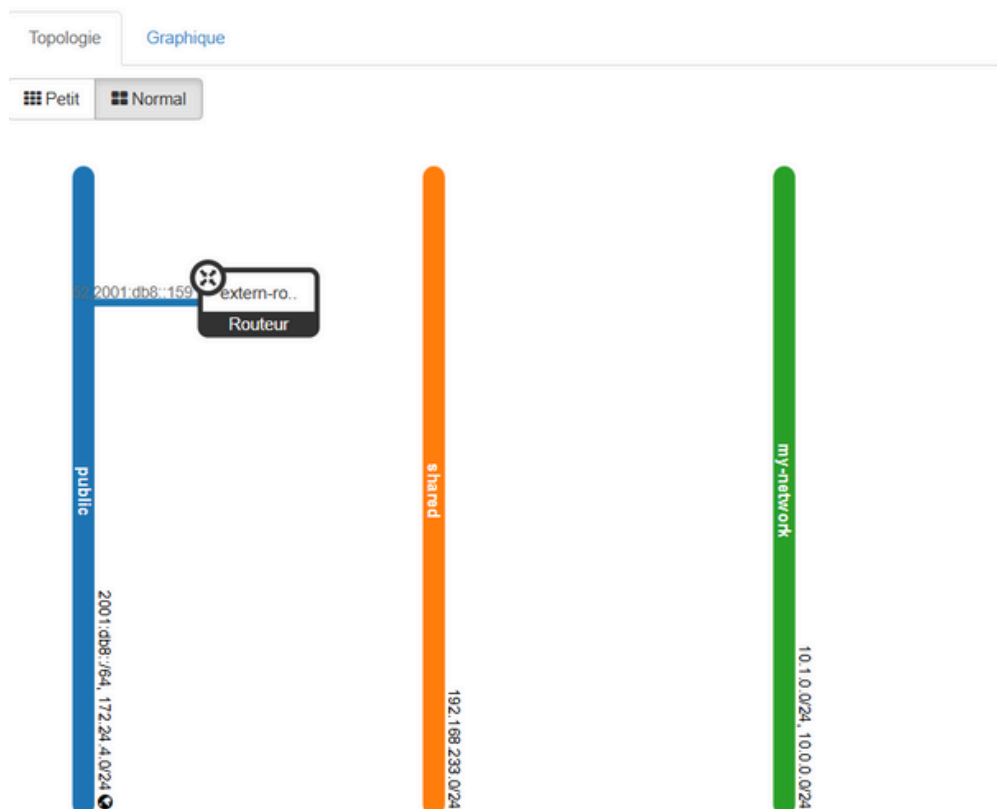 Topologie
Graphique
Petit
Normal
2001:db8::159
extern-ro..
Routeur
public
2001:db8::/64, 172.24.4.0/24
shared
192.168.233.0/24
my-network
10.1.0.0/24, 10.0.0.0/24